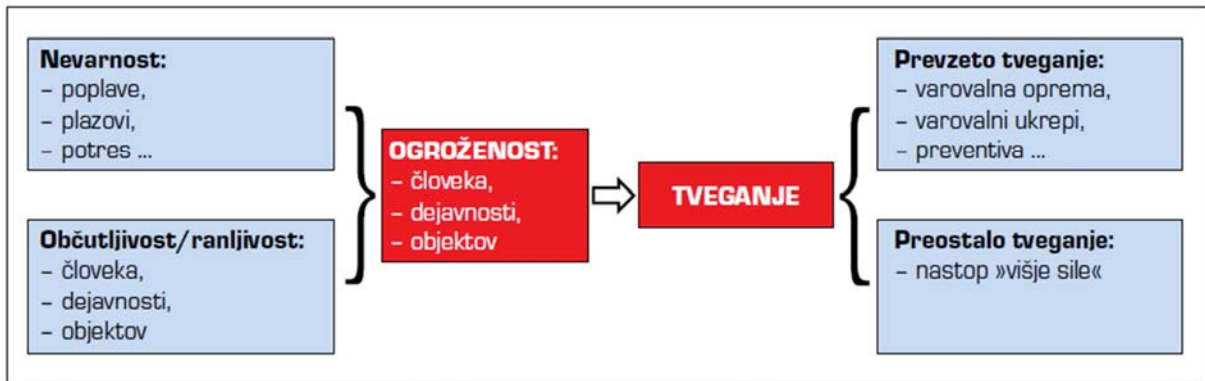 Nevarnost:
– poplave,
– plazovi,
– potres ...
Občutljivost/ranljivost:
– človeka,
– dejavnosti,
– objektov
OGROŽENOST:
– človeka,
– dejavnosti,
– objektov
TVEGANJE
Prevzeto tveganje:
– varovalna oprema,
– varovalni ukrepi,
– preventiva ...
Preostalo tveganje:
– nastop »višje sile«